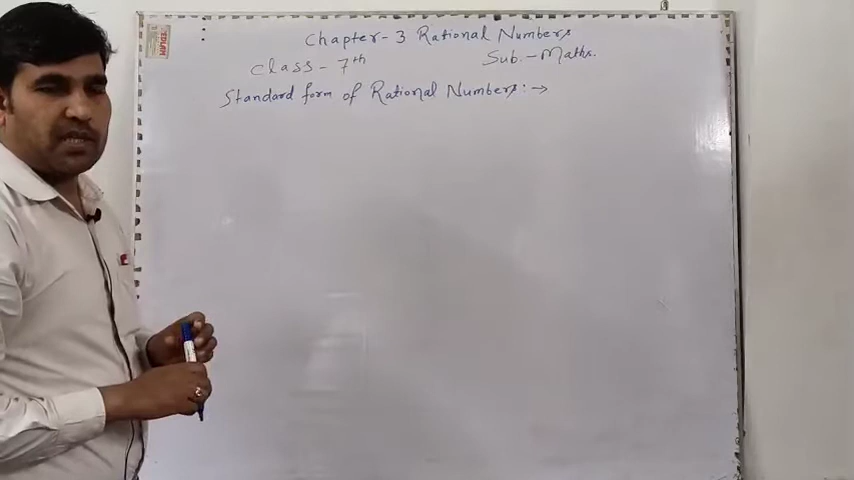 Chapter-3 Rational Numbers
Class-7th Sub.-Maths.
Standard form of Rational Numbers:→